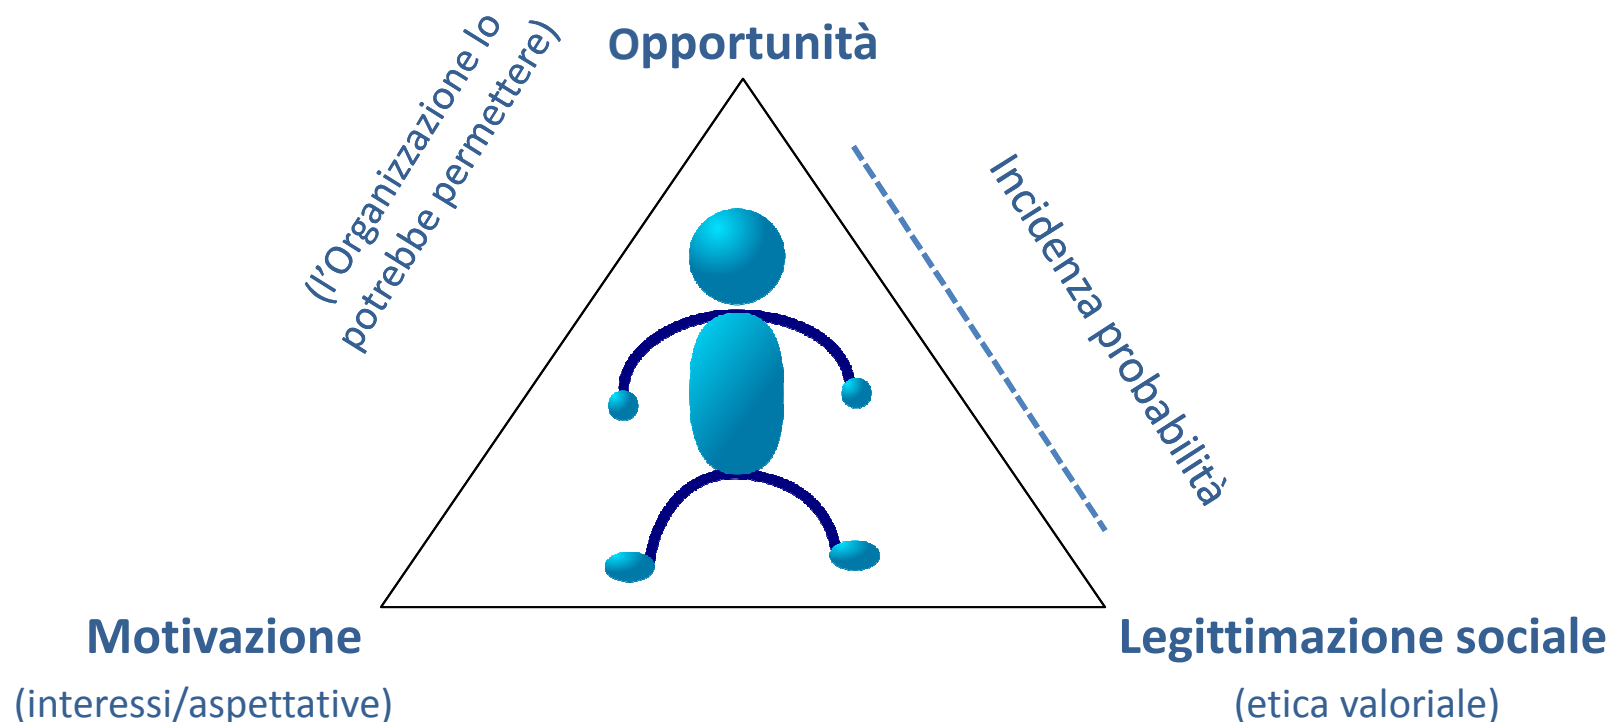 Opportunità
(l'Organizzazione lo
potrebbe permettere)
Incidenza probabilità
Motivazione
(interessi/aspettative)
Legittimazione sociale
(etica valoriale)